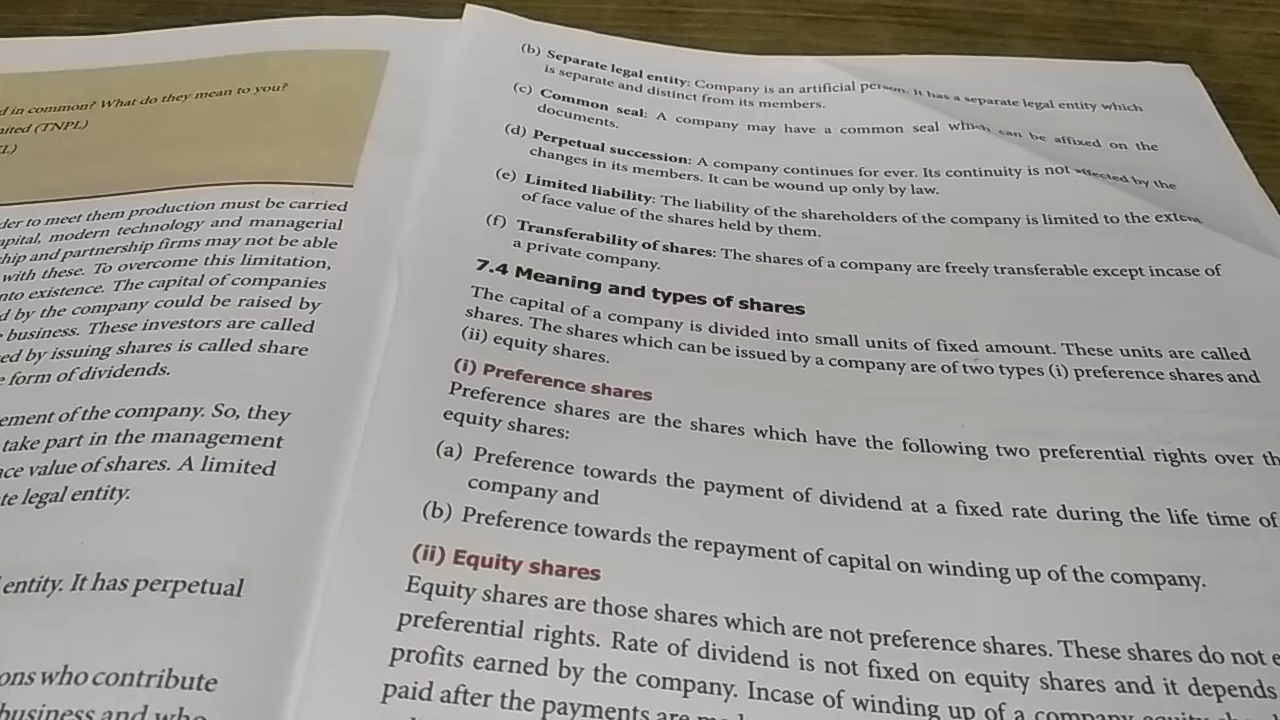 d in common? What do they mean to you?
ited (TNPL)
L)
der to meet them production must be carried
apital, modern technology and managerial
hip and partnership firms may not be able
with these. To overcome this limitation,
nto existence. The capital of companies
d by the company could be raised by
business. These investors are called
ed by issuing shares is called share
form of dividends.
ement of the company. So, they
take part in the management
ce value of shares. A limited
te legal entity.
entity. It has perpetual
ons who contribute
business and who
(b) Separate legal entity: Company is an artificial person. It has a separate legal entity which
is separate and distinct from its members.
(c) Common seal: A company may have a common seal which can be affixed on the
documents.
(d) Perpetual succession: A company continues for ever. Its continuity is not affected by the
changes in its members. It can be wound up only by law.
(e) Limited liability: The liability of the shareholders of the company is limited to the extent
of face value of the shares held by them.
(f) Transferability of shares: The shares of a company are freely transferable except incase of
a private company.
7.4 Meaning and types of shares
The capital of a company is divided into small units of fixed amount. These units are called
shares. The shares which can be issued by a company are of two types (i) preference shares and
(ii) equity shares.
(i) Preference shares
Preference shares are the shares which have the following two preferential rights over th
equity shares:
(a) Preference towards the payment of dividend at a fixed rate during the life time of
company and
(b) Preference towards the repayment of capital on winding up of the company.
(ii) Equity shares
Equity shares are those shares which are not preference shares. These shares do not e
preferential rights. Rate of dividend is not fixed on equity shares and it depends
profits earned by the company. Incase of winding up of a company equity
paid after the payments are